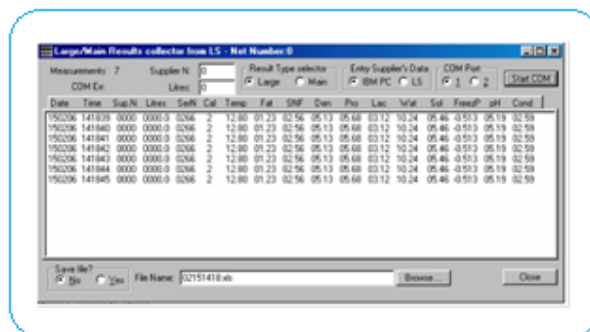 Large/Main Results collector from LS - Net Number:0
Measurements: 7 Supplier N: 0 Result Type selector Entry Supplier's Data COM Port
COM Err: Litres: 0 Large Main IBM PC LS 1 2 Start COM
Date Time Sup.N. Litres SerN Cal Temp Fat SNF Den Pro Lac Wat Sol FreezP pH Cond
150206 141839 0000 0000.0 0266 2 12.80 01.23 02.56 05.13 05.68 03.12 10.24 05.46 -0.513 05.19 02.59
150206 141840 0000 0000.0 0266 2 12.80 01.23 02.56 05.13 05.68 03.12 10.24 05.46 -0.513 05.19 02.59
150206 141841 0000 0000.0 0266 2 12.80 01.23 02.56 05.13 05.68 03.12 10.24 05.46 -0.513 05.19 02.59
150206 141842 0000 0000.0 0266 2 12.80 01.23 02.56 05.13 05.68 03.12 10.24 05.46 -0.513 05.19 02.59
150206 141843 0000 0000.0 0266 2 12.80 01.23 02.56 05.13 05.68 03.12 10.24 05.46 -0.513 05.19 02.59
150206 141844 0000 0000.0 0266 2 12.80 01.23 02.56 05.13 05.68 03.12 10.24 05.46 -0.513 05.19 02.59
150206 141845 0000 0000.0 0266 2 12.80 01.23 02.56 05.13 05.68 03.12 10.24 05.46 -0.513 05.19 02.59
Save file?
No Yes File Name: 02151418.xls Browse ... Close